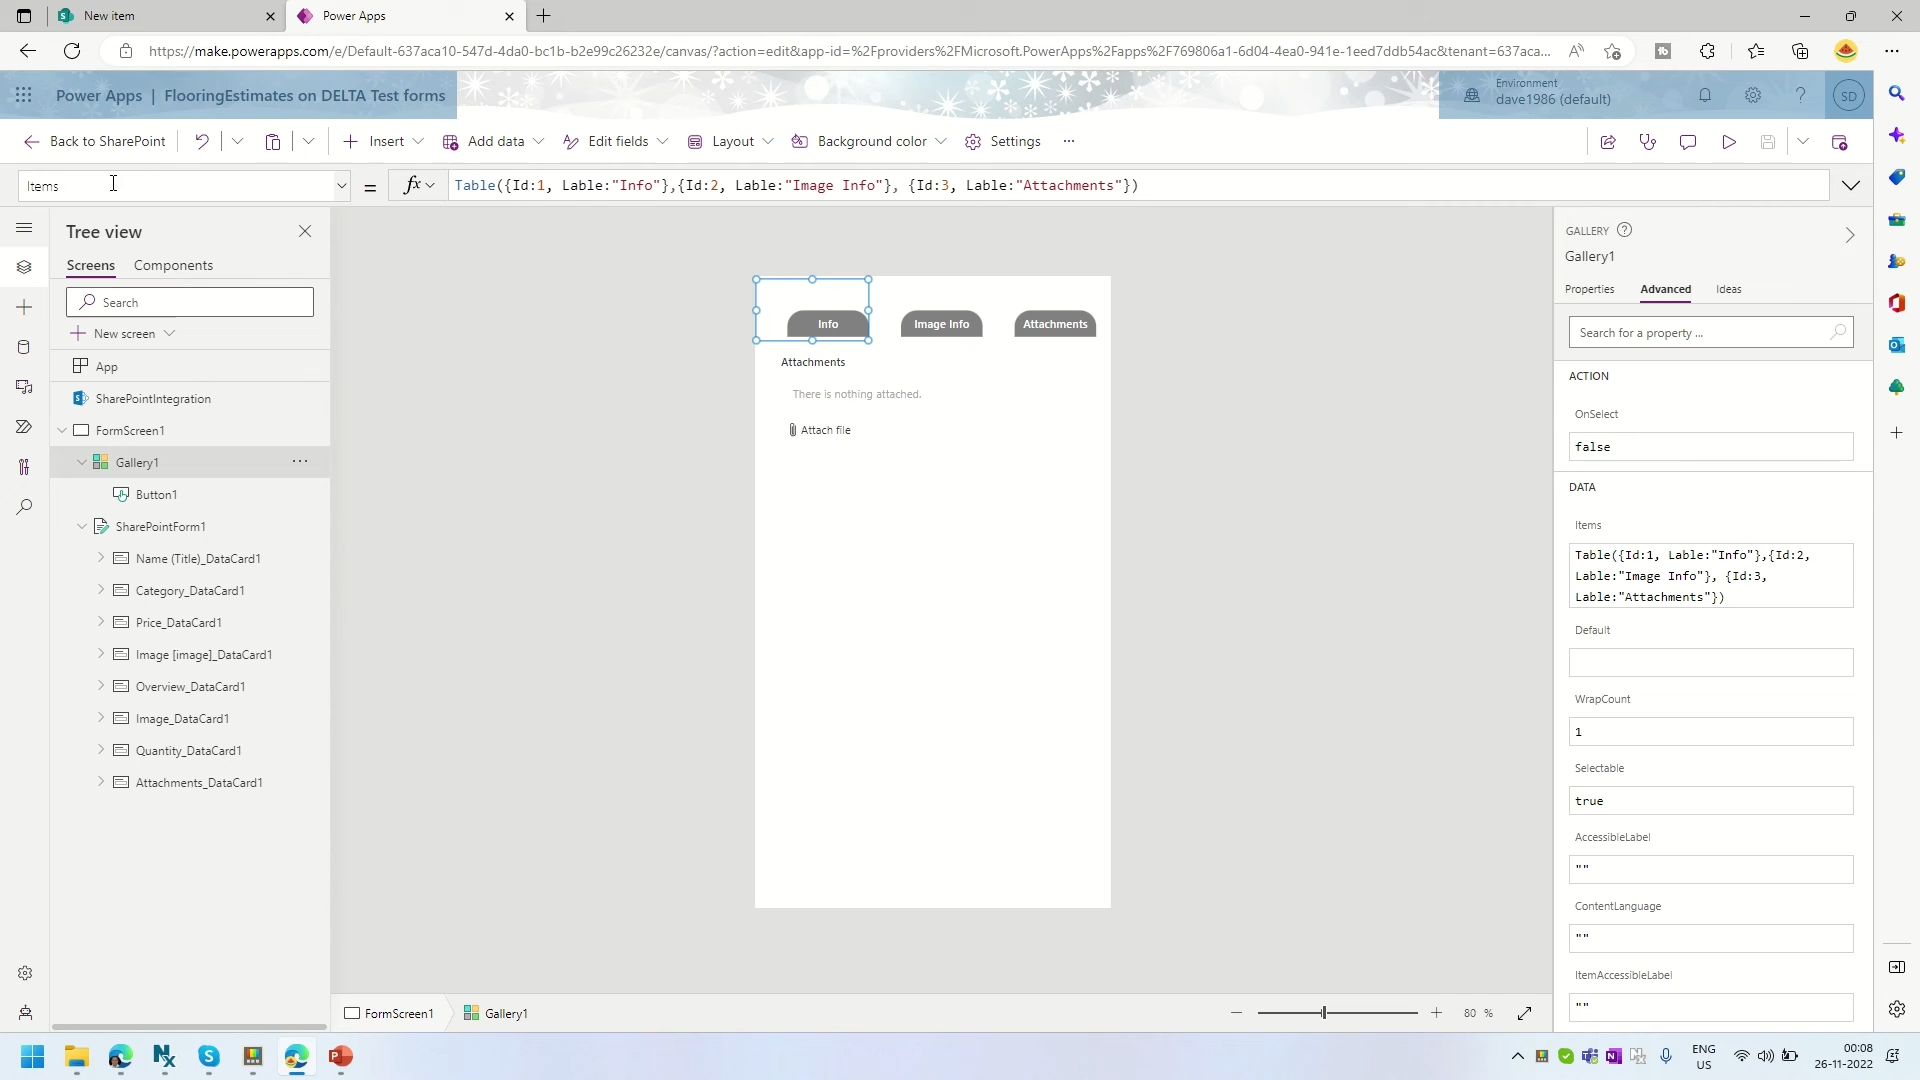 New item
Power Apps
https://make.powerapps.com/e/Default-637aca10-547d-4da0-bc1b-b2e99c26232e/canvas/?action=edit&app-id=%2Fproviders%2FMicrosoft.PowerApps%2Fapps%2F769806a1-6d04-4ea0-941e-1eed7ddb54ac&tenant=637aca...
Power Apps | FlooringEstimates on DELTA Test forms
Environment
dave1986 (default)
SD
Back to SharePoint
Insert
Add data
Edit fields
Layout
Background color
Settings
Items
=
fx
Table({Id:1, Lable:"Info"},{Id:2, Lable:"Image Info"}, {Id:3, Lable:"Attachments"})
Tree view
Screens
Components
Search
New screen
App
SharePointIntegration
FormScreen1
Gallery1
Button1
SharePointForm1
Name (Title)_DataCard1
Category_DataCard1
Price_DataCard1
Image [image]_DataCard1
Overview_DataCard1
Image_DataCard1
Quantity_DataCard1
Attachments_DataCard1
Info
Image Info
Attachments
Attachments
There is nothing attached.
Attach file
FormScreen1
Gallery1
80 %
GALLERY
Gallery1
Properties
Advanced
Ideas
Search for a property ...
ACTION
OnSelect
false
DATA
Items
Table({Id:1, Lable:"Info"},{Id:2,
Lable:"Image Info"}, {Id:3,
Lable:"Attachments"})
Default
WrapCount
1
Selectable
true
AccessibleLabel
""
ContentLanguage
""
ItemAccessibleLabel
""
ENG
US
00:08
26-11-2022